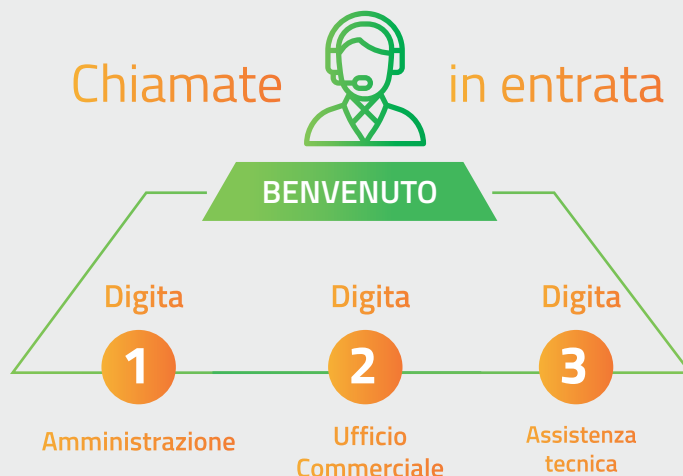 Chiamate in entrata
BENVENUTO
Digita Digita Digita
1 2 3
Amministrazione
Ufficio
Commerciale
Assistenza
tecnica